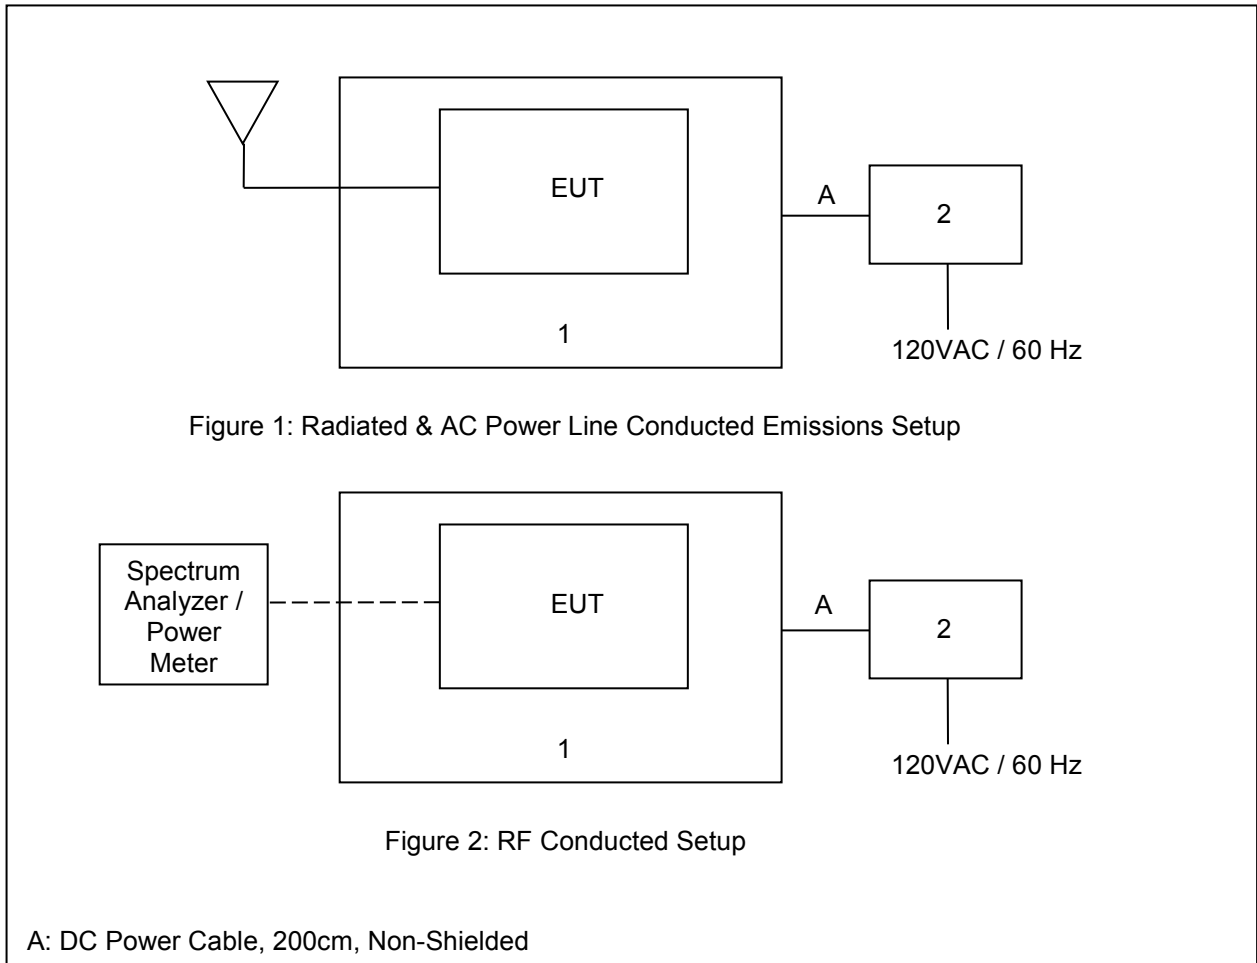 EUT
A
2
1
120VAC / 60 Hz
Figure 1: Radiated & AC Power Line Conducted Emissions Setup
Spectrum
Analyzer /
Power
Meter
EUT
A
2
1
120VAC / 60 Hz
Figure 2: RF Conducted Setup
A: DC Power Cable, 200cm, Non-Shielded